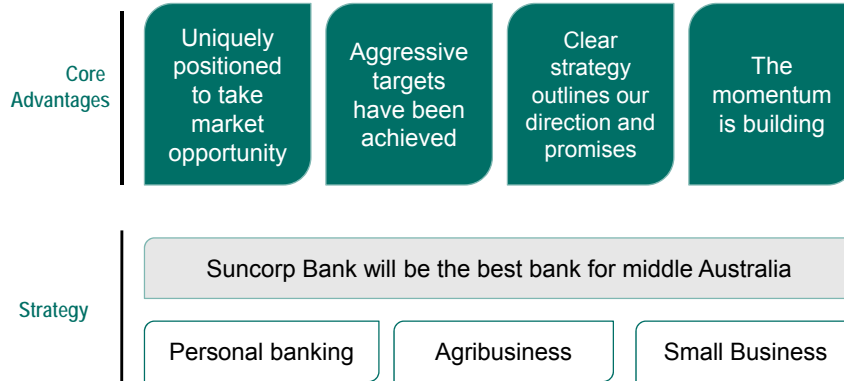 Core
Advantages
Uniquely
positioned
to take
market
opportunity
Aggressive
targets
have been
achieved
Clear
strategy
outlines our
direction and
promises
The
momentum
is building
Strategy
Suncorp Bank will be the best bank for middle Australia
Personal banking
Agribusiness
Small Business